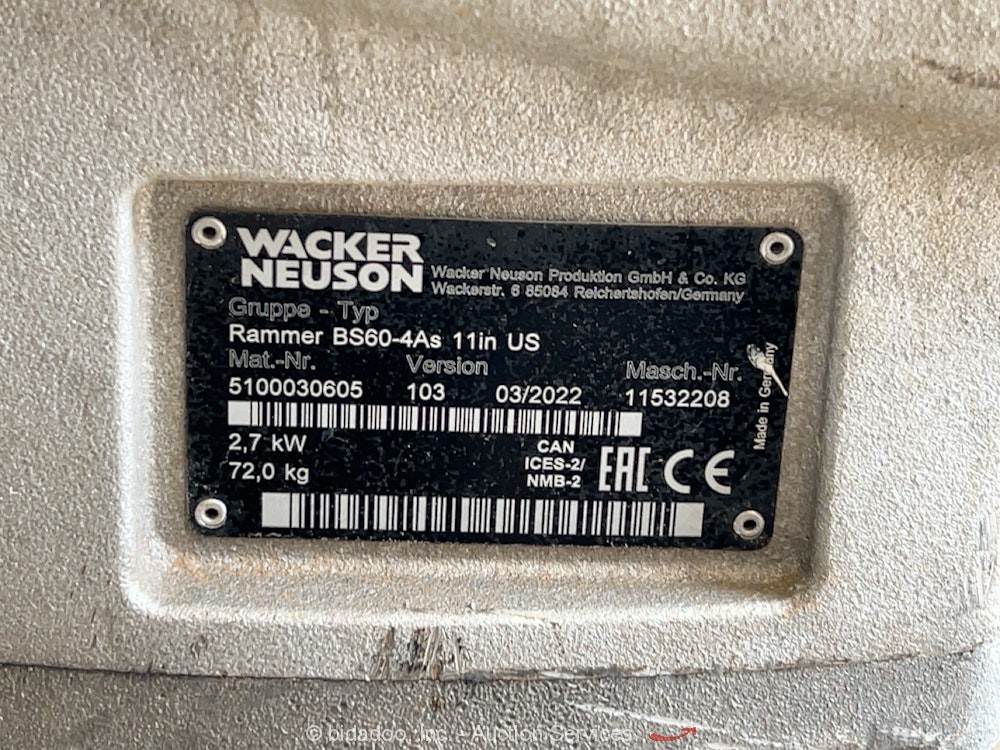 WACKER
NEUSON
Wacker Neuson Produktion GmbH & Co. KG
Wackerstr. 6 85084 Reichertshofen/Germany
Gruppe - Typ
Rammer BS60-4As 11in US
Mat.-Nr. Version Masch.-Nr.
5100030605 103 03/2022 11532208
2,7 kW
72,0 kg
CAN
ICES-2/
NMB-2
EAC CE
Made in Germany
© bidadoo, Inc. - Auction Services